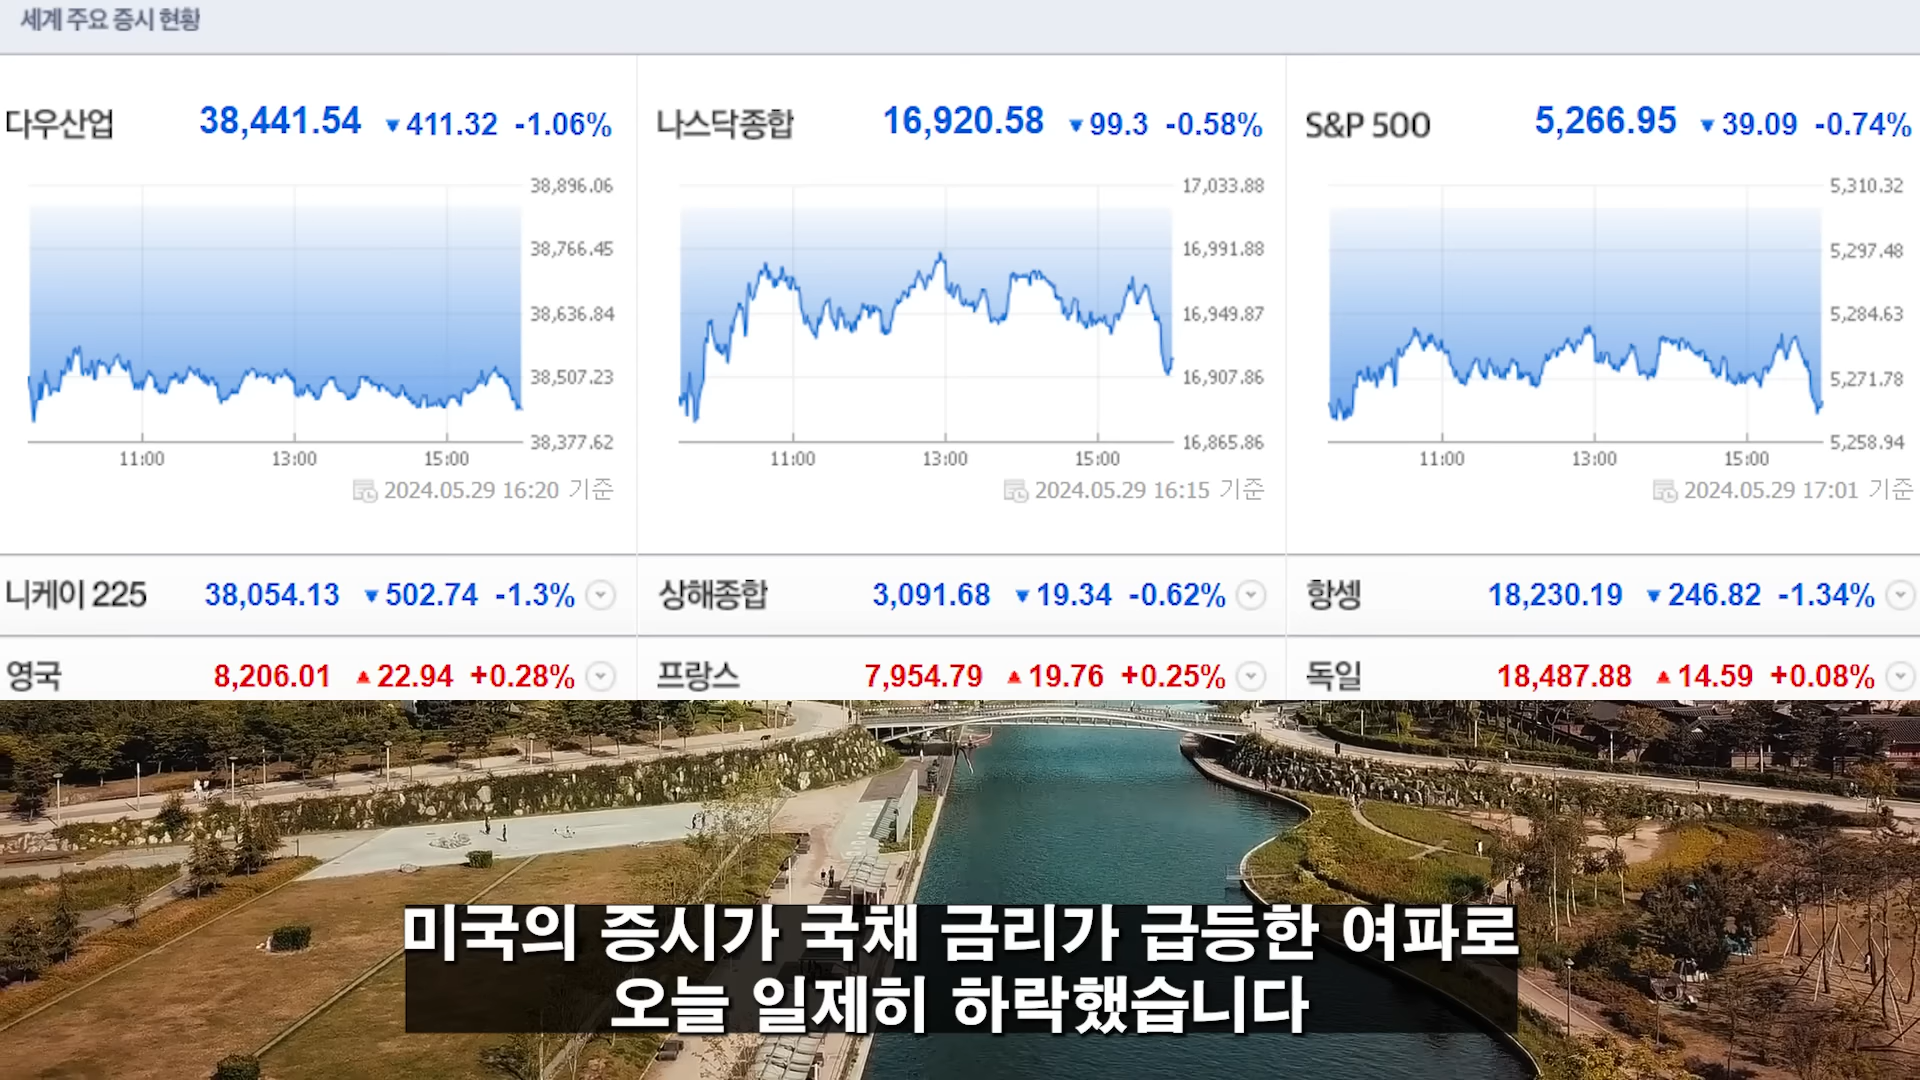 세계 주요 증시 현황
다우산업 38,441.54 ▼411.32 -1.06%
38,896.06
38,766.45
38,636.84
38,507.23
38,377.62
11:00 13:00 15:00
2024.05.29 16:20 기준
나스닥종합 16,920.58 ▼99.3 -0.58%
17,033.88
16,991.88
16,949.87
16,907.86
16,865.86
11:00 13:00 15:00
2024.05.29 16:15 기준
S&P 500 5,266.95 ▼39.09 -0.74%
5,310.32
5,297.48
5,284.63
5,271.78
5,258.94
11:00 13:00 15:00
2024.05.29 17:01 기준
니케이 225 38,054.13 ▼502.74 -1.3%
상해종합 3,091.68 ▼19.34 -0.62%
항셍 18,230.19 ▼246.82 -1.34%
영국 8,206.01 ▲22.94 +0.28%
프랑스 7,954.79 ▲19.76 +0.25%
독일 18,487.88 ▲14.59 +0.08%
미국의 증시가 국채 금리가 급등한 여파로
오늘 일제히 하락했습니다